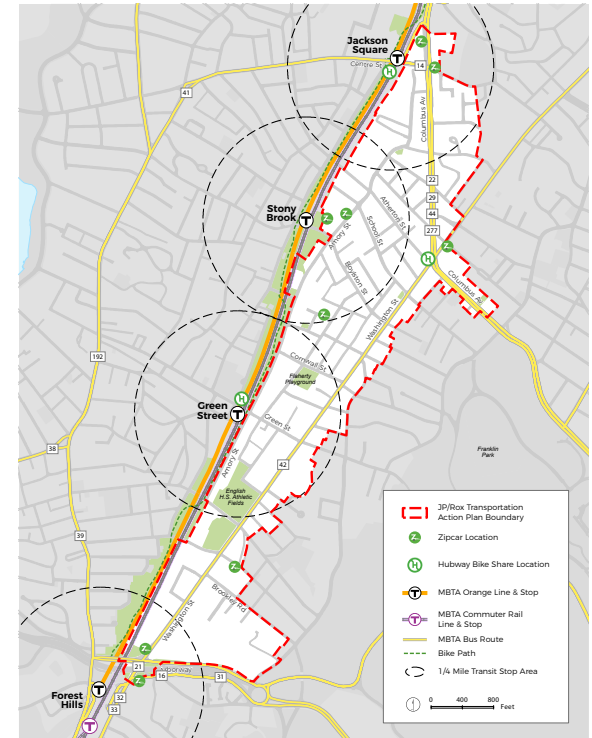 Jackson
Square
Centre St
14
41
Columbus Av
22
29
44
277
Stony
Brook
Atherton St
School St
Amory St
Boylston St
Columbus Av
Washington St
192
Cornwall St
Flaherty
Playground
Green
Street
Green St
38
Amory St
42
Franklin
Park
English
H.S. Athletic
Fields
39
Brookley Rd
Washington St
21
16
31
32
33
Forest
Hills
JP/Rox Transportation
Action Plan Boundary
Zipcar Location
Hubway Bike Share Location
MBTA Orange Line & Stop
MBTA Commuter Rail
Line & Stop
MBTA Bus Route
Bike Path
1/4 Mile Transit Stop Area
0 400 800
Feet